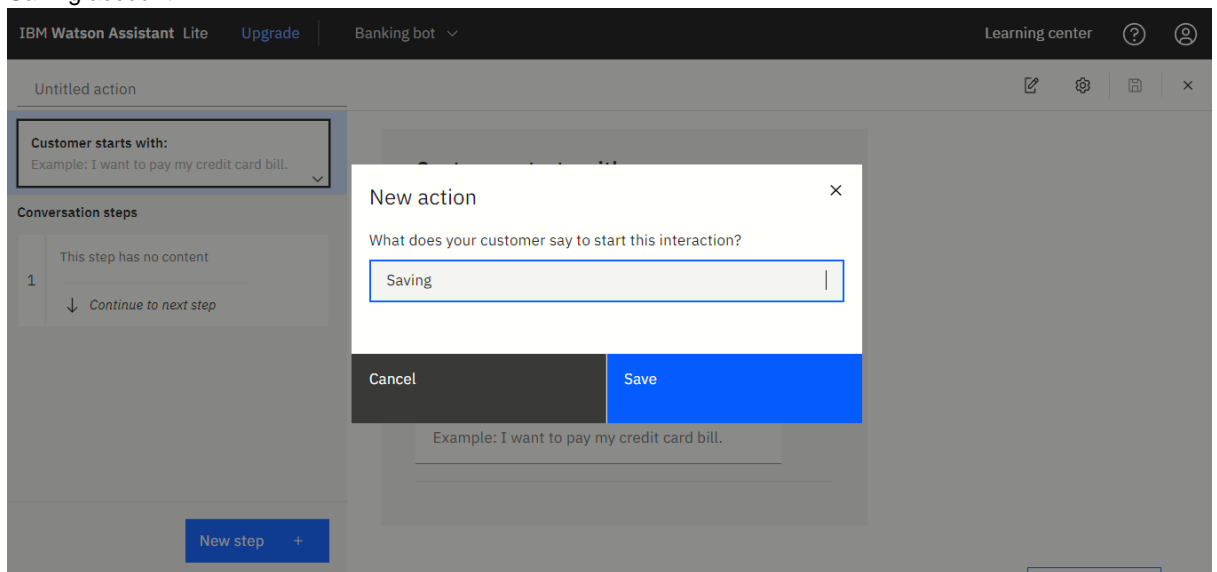 IBM Watson Assistant Lite Upgrade Banking bot Learning center
Untitled action
Customer starts with:
Example: I want to pay my credit card bill.
Conversation steps
1
This step has no content
Continue to next step
New step +
New action
What does your customer say to start this interaction?
Saving
Cancel
Save
Example: I want to pay my credit card bill.